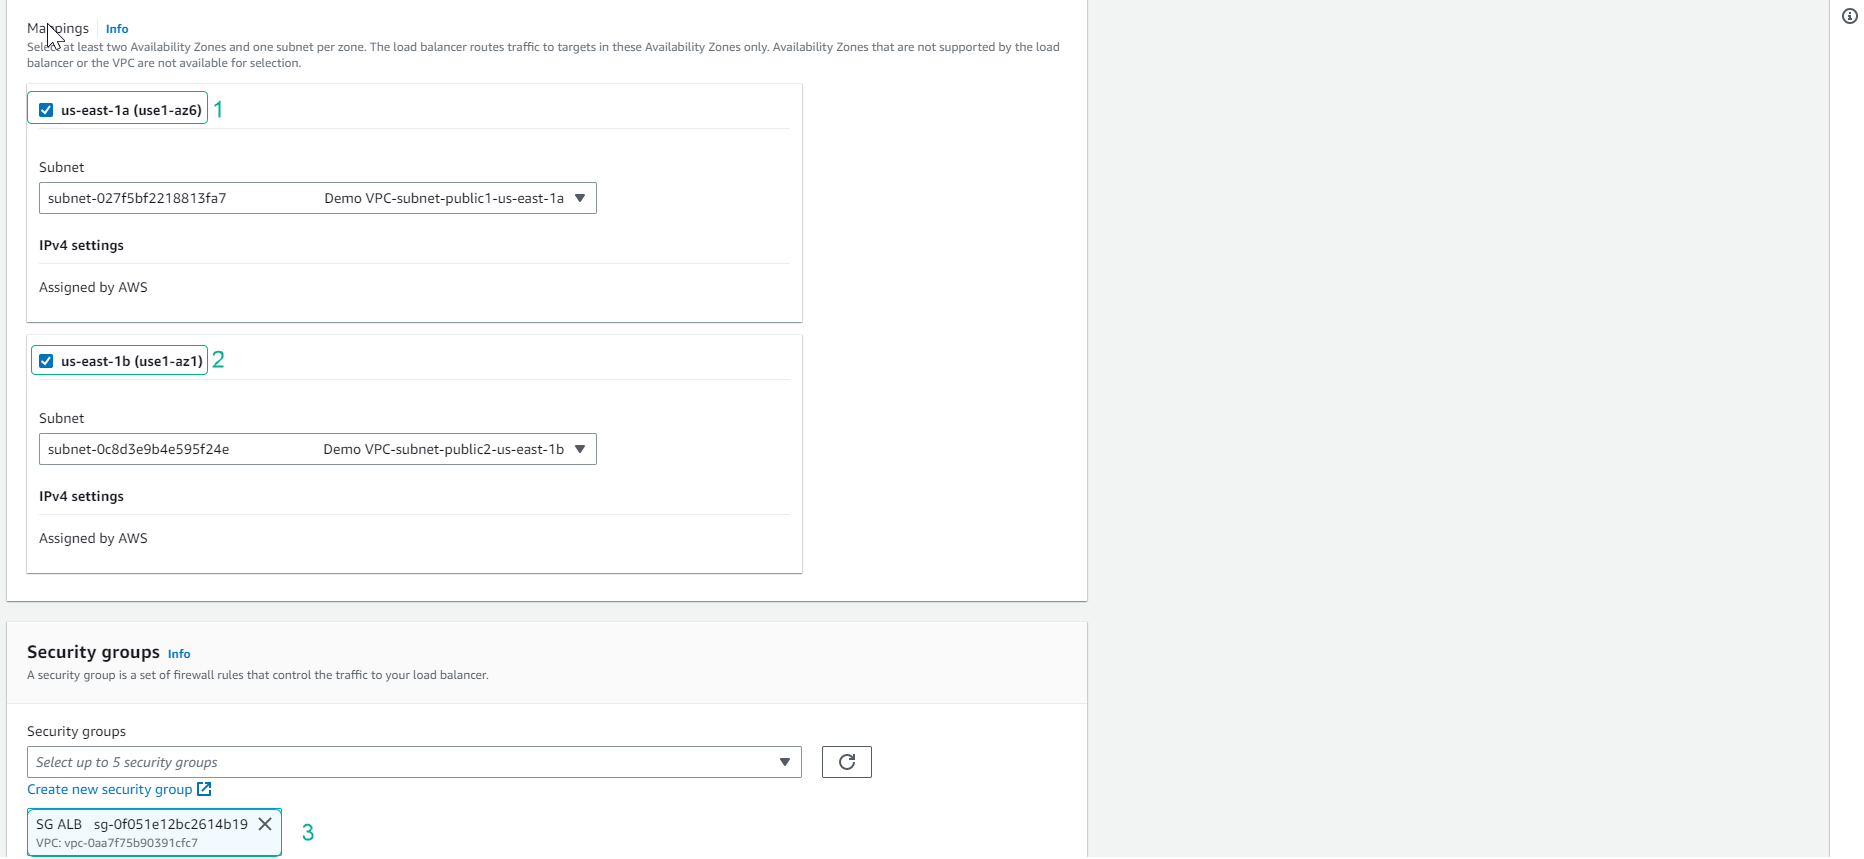 Mappings Info
Select at least two Availability Zones and one subnet per zone. The load balancer routes traffic to targets in these Availability Zones only. Availability Zones that are not supported by the load
balancer or the VPC are not available for selection.
us-east-1a (use1-az6) 1
Subnet
subnet-027f5bf2218813fa7 Demo VPC-subnet-public1-us-east-1a
IPv4 settings
Assigned by AWS
us-east-1b (use1-az1) 2
Subnet
subnet-0c8d3e9b4e595f24e Demo VPC-subnet-public2-us-east-1b
IPv4 settings
Assigned by AWS
Security groups Info
A security group is a set of firewall rules that control the traffic to your load balancer.
Security groups
Select up to 5 security groups
Create new security group
SG ALB sg-0f051e12bc2614b19 3
VPC: vpc-0aa7f75b90391cfc7